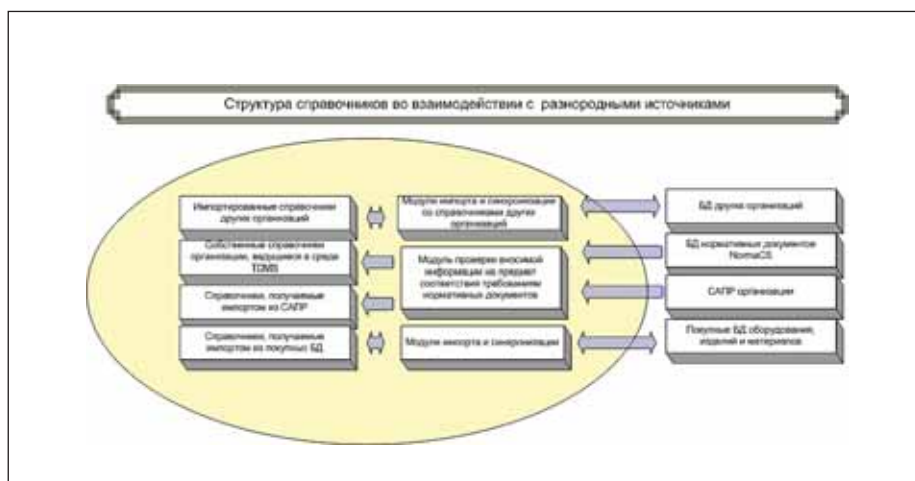 Структура справочников во взаимодействии с разнородными источниками
Импортированные справочники
других организаций
Модули импорта и синхронизации
со справочниками других
организаций
БД других организаций
Собственные справочники
организации, ведущиеся в среде
TDMS
Модуль проверки вносимой
информации на предмет
соответствия требованиям
нормативных документов
БД нормативных документов
NormaCS
Справочники, получаемые
импортом из САПР
САПР организации
Справочники, получаемые
импортом из покупных БД
Модули импорта и синхронизации
Покупные БД оборудования,
изделий и материалов